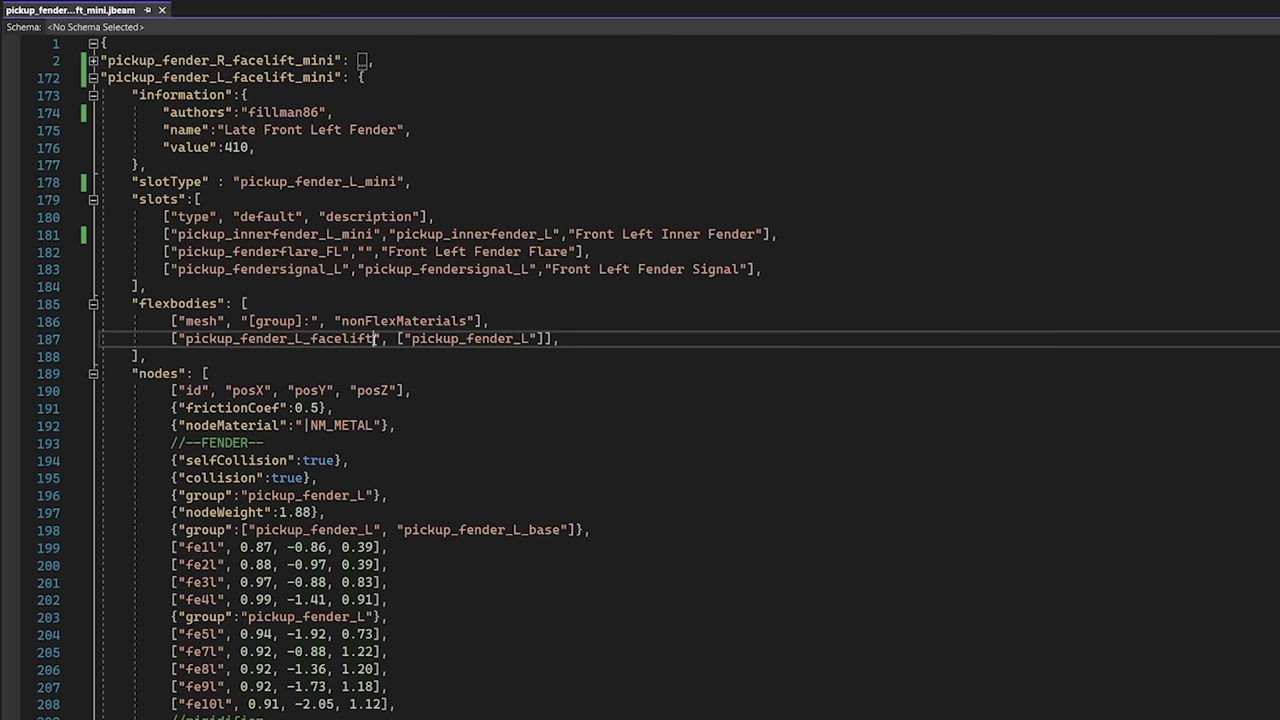 pickup_fender...ft_mini.jbeam
Schema: <No Schema Selected>
1 {
2 "pickup_fender_R_facelift_mini": ,
172 "pickup_fender_L_facelift_mini": {
173 "information":{
174 "authors":"fillman86",
175 "name":"Late Front Left Fender",
176 "value":410,
177 },
178 "slotType" : "pickup_fender_L_mini",
179 "slots":[
180 ["type", "default", "description"],
181 ["pickup_innerfender_L_mini","pickup_innerfender_L","Front Left Inner Fender"],
182 ["pickup_fenderflare_FL","","Front Left Fender Flare"],
183 ["pickup_fendersignal_L","pickup_fendersignal_L","Front Left Fender Signal"],
184 ],
185 "flexbodies": [
186 ["mesh", "[group]:", "nonFlexMaterials"],
187 ["pickup_fender_L_facelift", ["pickup_fender_L"]],
188 ],
189 "nodes": [
190 ["id", "posX", "posY", "posZ"],
191 {"frictionCoef":0.5},
192 {"nodeMaterial":"|NM_METAL"},
193 //--FENDER--
194 {"selfCollision":true},
195 {"collision":true},
196 {"group":"pickup_fender_L"},
197 {"nodeWeight":1.88},
198 {"group":["pickup_fender_L", "pickup_fender_L_base"]},
199 ["fe1l", 0.87, -0.86, 0.39],
200 ["fe2l", 0.88, -0.97, 0.39],
201 ["fe3l", 0.97, -0.88, 0.83],
202 ["fe4l", 0.99, -1.41, 0.91],
203 {"group":"pickup_fender_L"},
204 ["fe5l", 0.94, -1.92, 0.73],
205 ["fe7l", 0.92, -0.88, 1.22],
206 ["fe8l", 0.92, -1.36, 1.20],
207 ["fe9l", 0.92, -1.73, 1.18],
208 ["fe10l", 0.91, -2.05, 1.12],